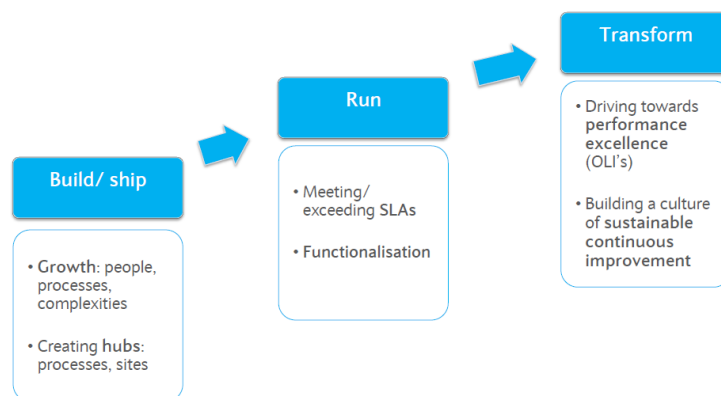 Build/ ship
• Growth: people,
processes,
complexities
• Creating hubs:
processes, sites
Run
• Meeting/
exceeding SLAs
• Functionalisation
Transform
• Driving towards
performance
excellence
(OLI's)
• Building a culture
of sustainable
continuous
improvement